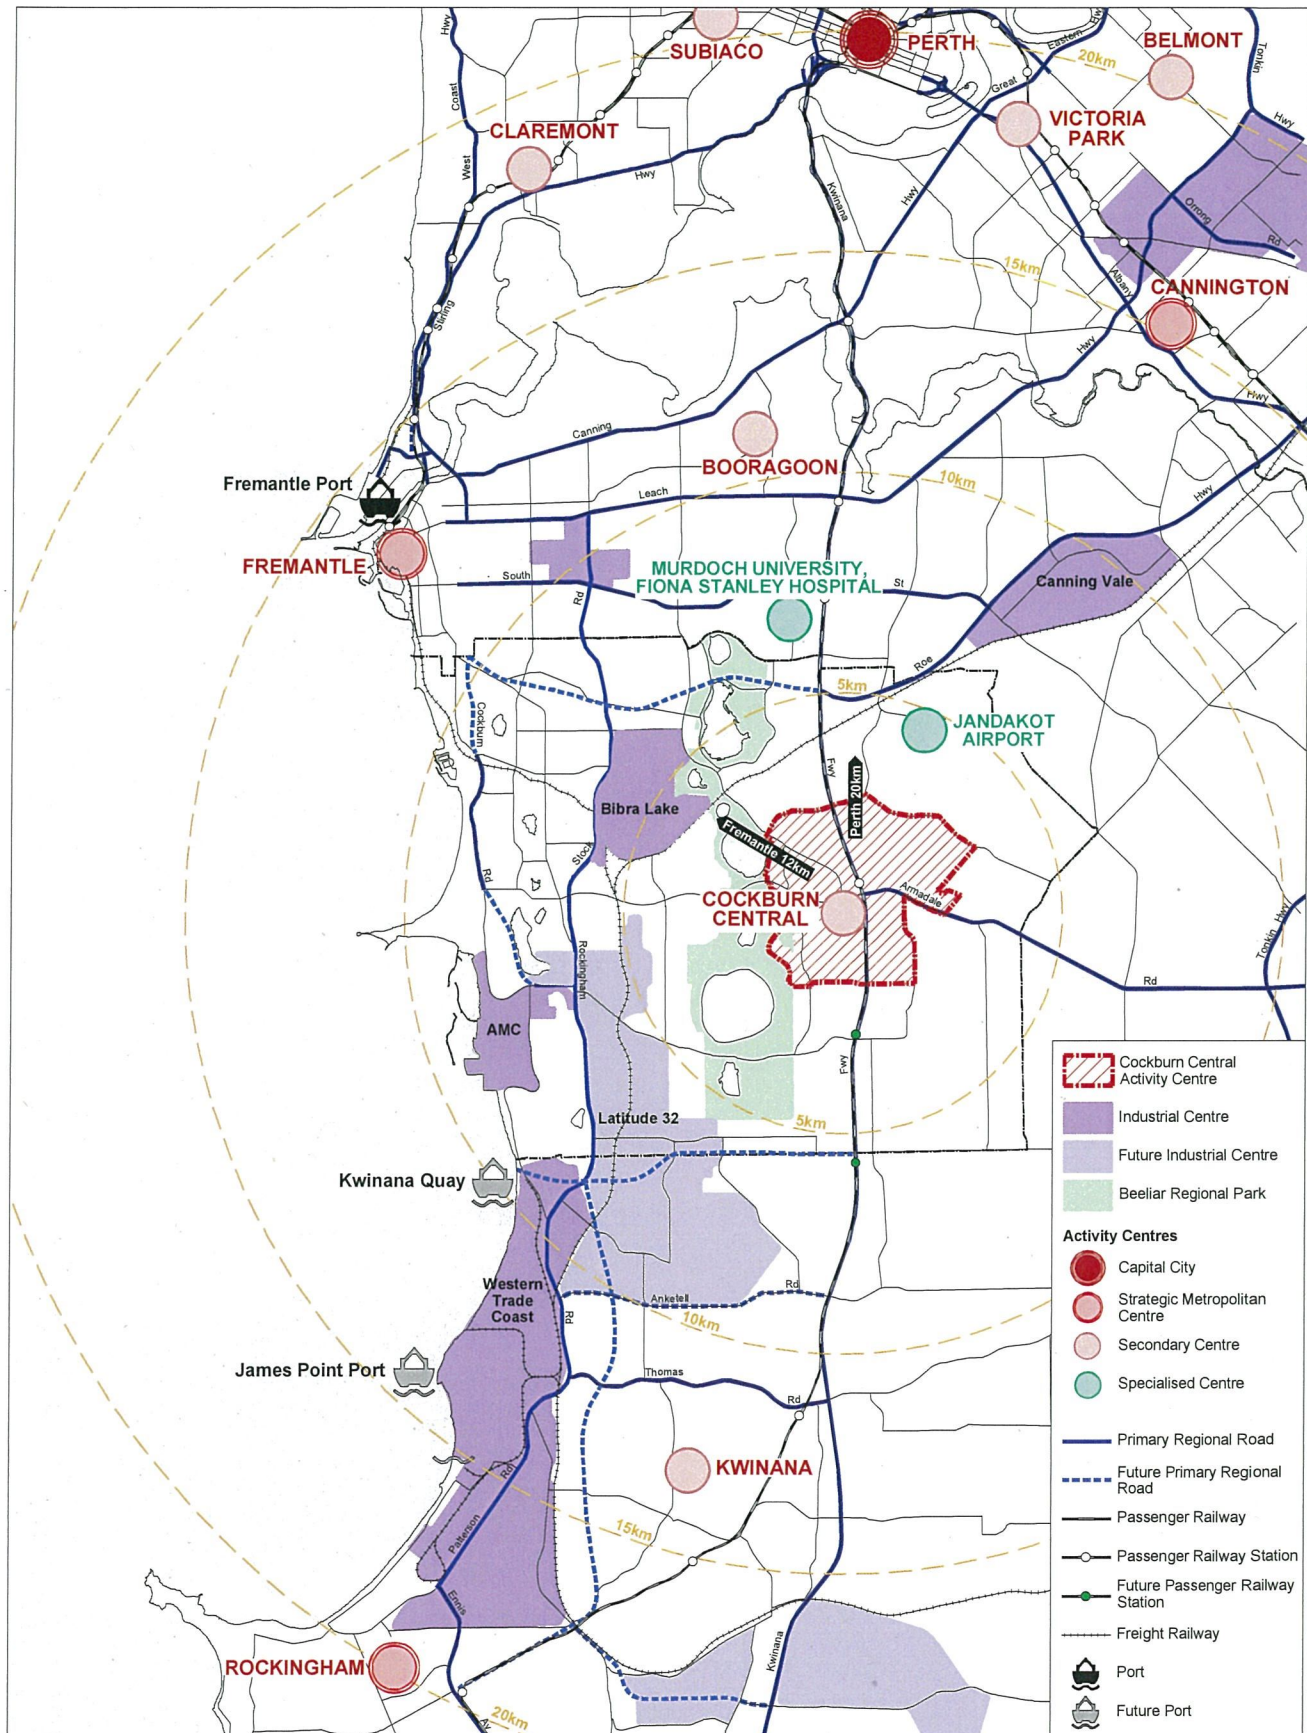 SUBIACO
PERTH
BELMONT
20km
Hwy
Coast
West
Eastern
Hwy
Great
Tonkin
Hwy
CLAREMONT
VICTORIA
PARK
Hwy
Kwinana
Hwy
Orrong
Rd
15km
Stirling
Albany
CANNINGTON
Hwy
Hwy
Canning
BOORAGOON
Fremantle Port
Leach
10km
Hwy
FREMANTLE
South
St
Rd
MURDOCH UNIVERSITY,
FIONA STANLEY HOSPITAL
Canning Vale
Roe
5km
Cockburn
JANDAKOT
AIRPORT
Fwy
Perth 20km
Bibra Lake
Fremantle 12km
Stock
Rd
COCKBURN
CENTRAL
Armadale
Rockingham
Tonkin Hwy
Rd
AMC
Fwy
Latitude 32
5km
Kwinana Quay
Western
Trade
Coast
Rd
Anketell
Rd
10km
James Point Port
Thomas
Rd
KWINANA
Rd
Patterson
15km
Ennis
Kwinana
ROCKINGHAM
20km
Av
Cockburn Central
Activity Centre
Industrial Centre
Future Industrial Centre
Beeliar Regional Park
Activity Centres
Capital City
Strategic Metropolitan
Centre
Secondary Centre
Specialised Centre
Primary Regional Road
Future Primary Regional
Road
Passenger Railway
Passenger Railway Station
Future Passenger Railway
Station
Freight Railway
Port
Future Port